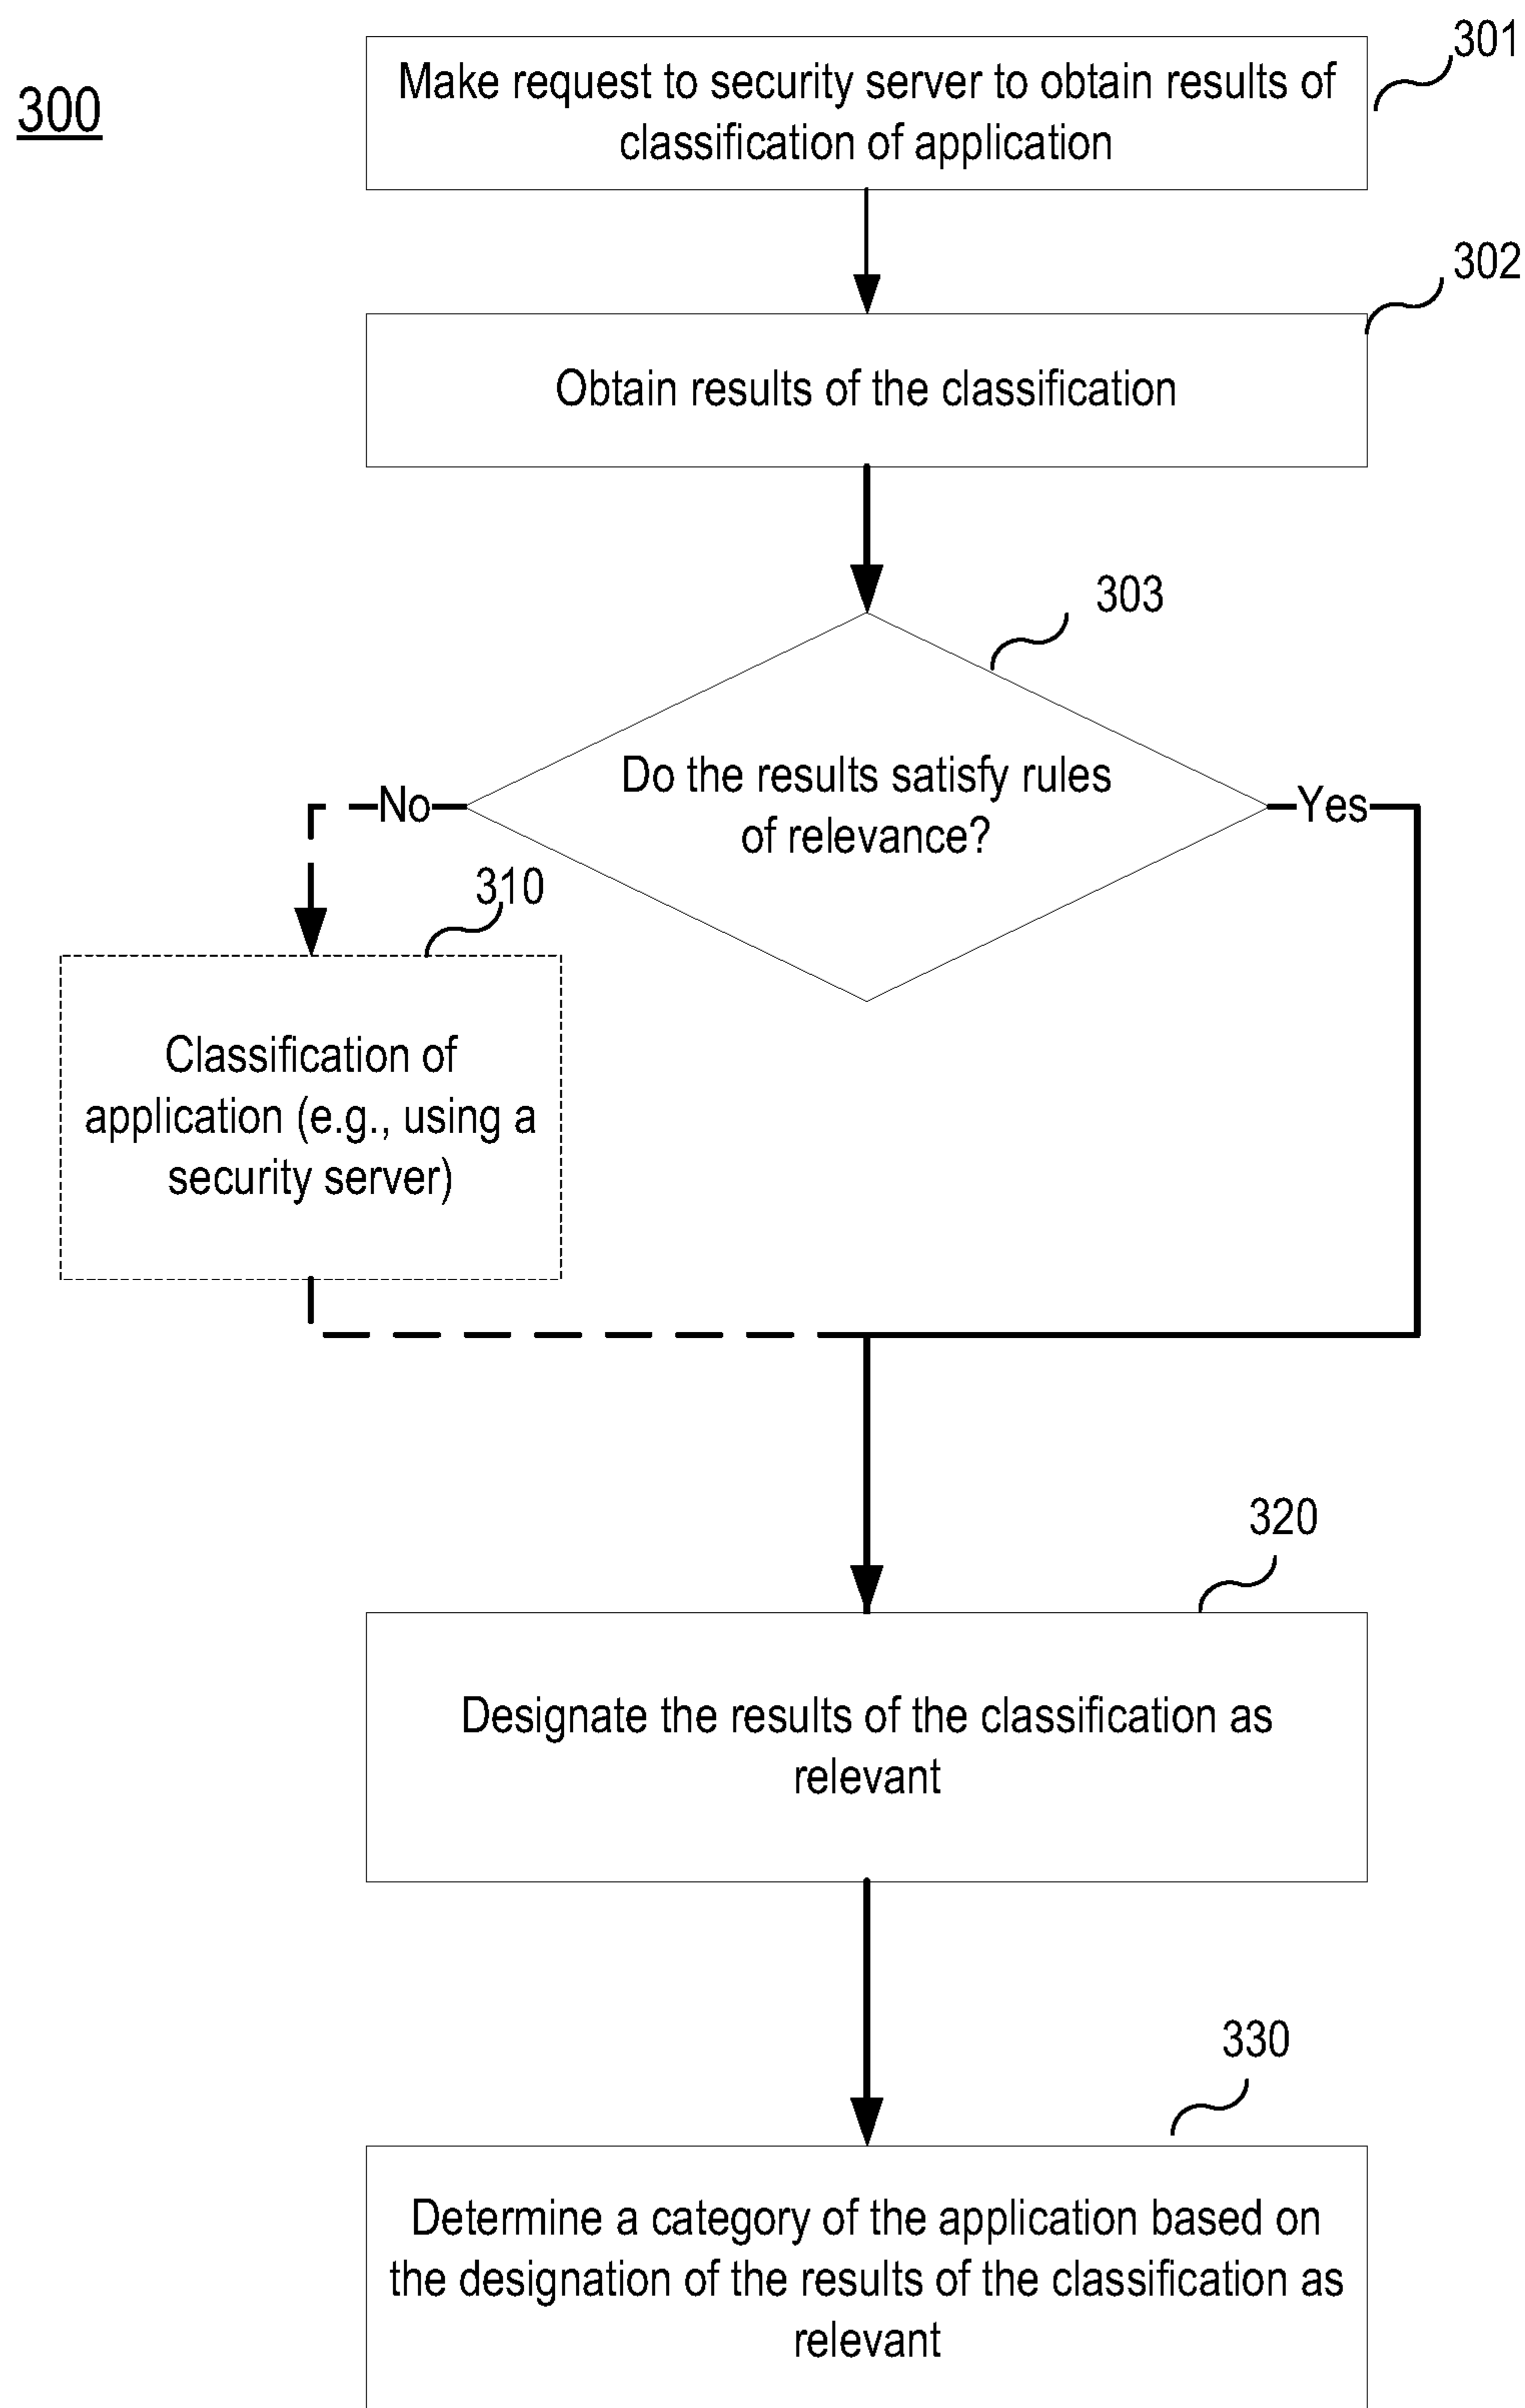 300
301
Make request to security server to obtain results of
classification of application
302
Obtain results of the classification
303
Do the results satisfy rules
of relevance?
No
Yes
310
Classification of
application (e.g., using a
security server)
320
Designate the results of the classification as
relevant
330
Determine a category of the application based on
the designation of the results of the classification as
relevant